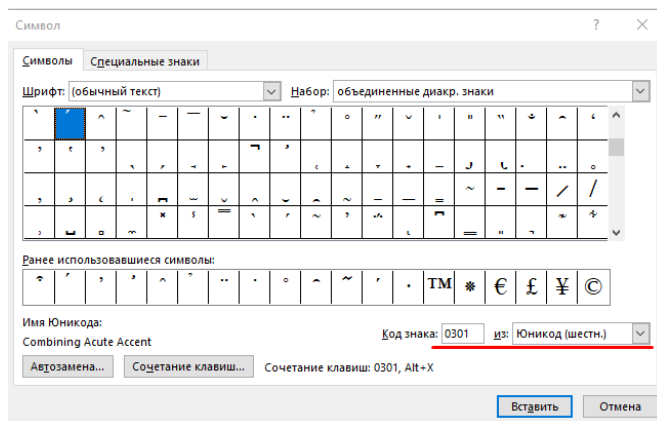 Символ ? ×
Символы Специальные знаки
Шрифт: (обычный текст) Набор: объединенные диакр. знаки
Ранее использовавшиеся символы:
™ * € £ ¥ ©
Имя Юникода:
Combining Acute Accent
Код знака: 0301 из: Юникод (шестн.)
Автозамена... Сочетание клавиш... Сочетание клавиш: 0301, Alt+X
Вставить Отмена